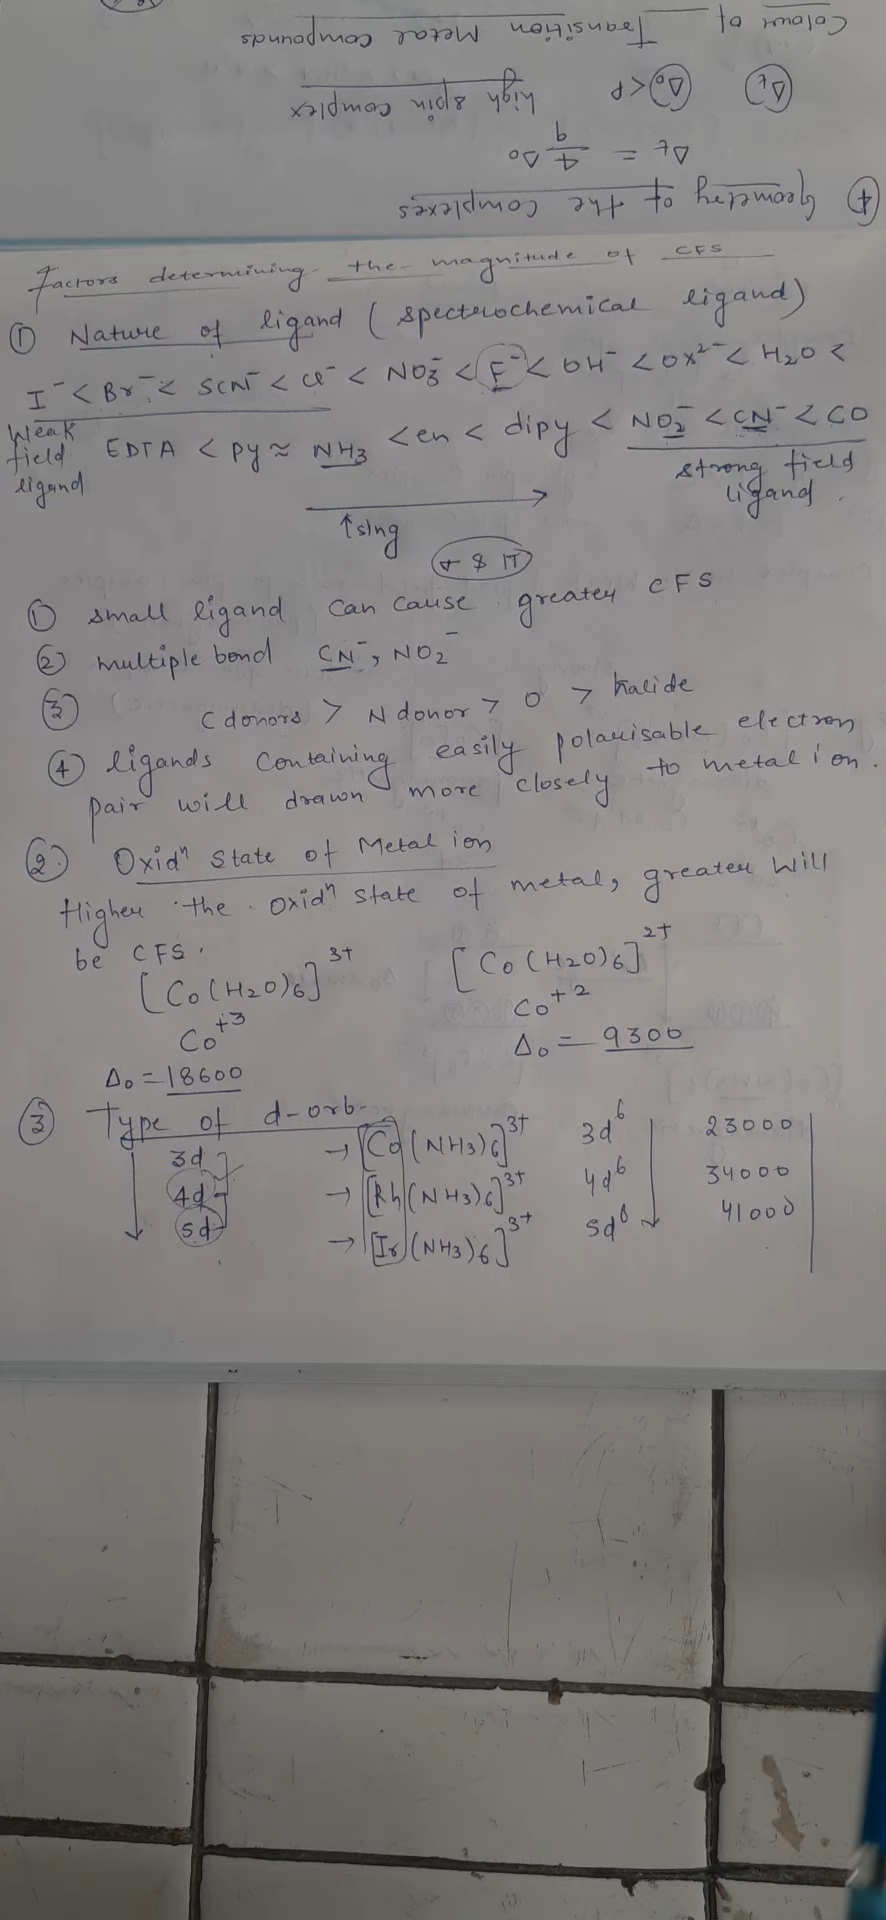 Factors determining the magnitude of CFS
① Nature of ligand ( spectrochemical ligand)
I⁻ < Br⁻ < SCN⁻ < Cl⁻ < NO₃⁻ < F⁻ < OH⁻ < Ox²⁻ < H₂O <
EDTA < py ≈ NH₃ < en < dipy < NO₂⁻ < CN⁻ < CO
Weak field ligand
strong field ligand.
↑sing
① small ligand can cause greater CFS
② multiple bond CN⁻, NO₂⁻
③ C donors > N donor > O > halide
④ ligands containing easily polarisable electron
pair will drawn more closely to metal ion.
②. Oxidⁿ State of Metal ion
Higher the oxidⁿ state of metal, greater will
be CFS.
[Co(H₂O)₆]³⁺ [Co(H₂O)₆]²⁺
Co⁺³ Co⁺²
Δ₀ = 18600 Δ₀ = 9300
③ Type of d-orb-
3d → [Co(NH₃)₆]³⁺ 3d⁶ 23000
4d → [Rh(NH₃)₆]³⁺ 4d⁶ 34000
5d → [Ir(NH₃)₆]³⁺ 5d⁶ 41000
④ Geometry of the complexes
Δt = 4/9 Δ₀
Δt Δ₀ < P high spin complex
Colour of Transition Metal Compounds